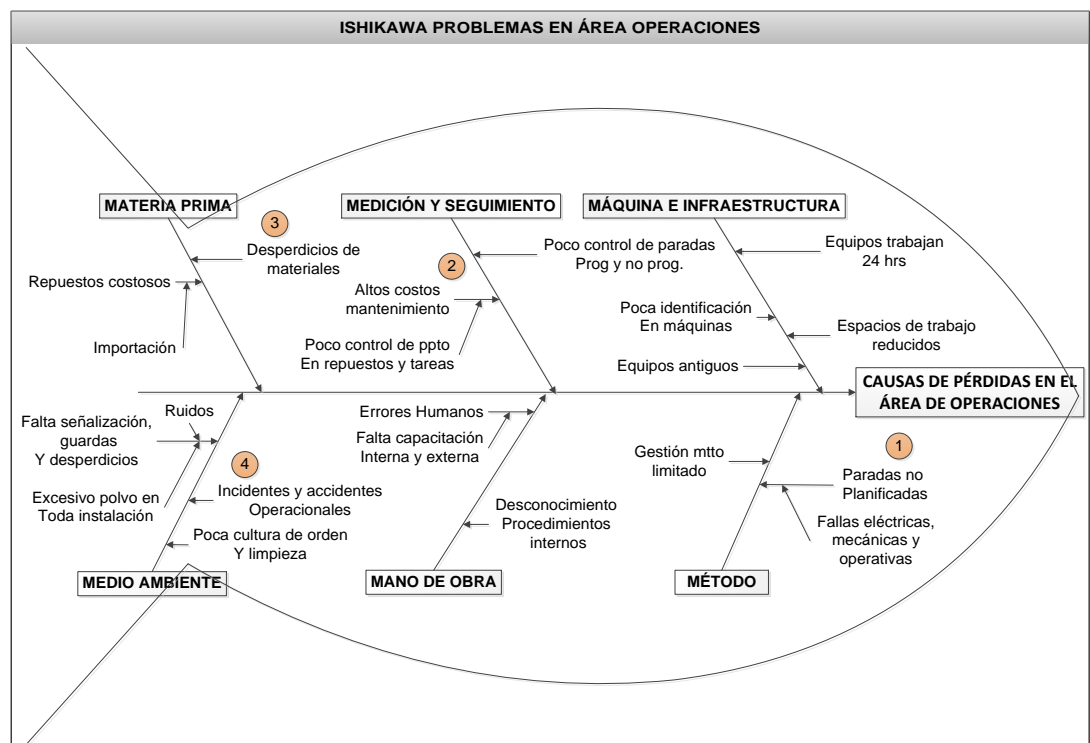 ISHIKAWA PROBLEMAS EN ÁREA OPERACIONES
MATERIA PRIMA
MEDICIÓN Y SEGUIMIENTO
MÁQUINA E INFRAESTRUCTURA
3
Desperdicios de
materiales
Repuestos costosos
Importación
Poco control de paradas
Prog y no prog.
2
Altos costos
mantenimiento
Poco control de ppto
En repuestos y tareas
Equipos trabajan
24 hrs
Poca identificación
En máquinas
Espacios de trabajo
reducidos
Equipos antiguos
CAUSAS DE PÉRDIDAS EN EL
ÁREA DE OPERACIONES
Ruidos
Falta señalización,
guardas
Y desperdicios
Excesivo polvo en
Toda instalación
4
Incidentes y accidentes
Operacionales
Poca cultura de orden
Y limpieza
Errores Humanos
Falta capacitación
Interna y externa
Desconocimiento
Procedimientos
internos
Gestión mtto
limitado
1
Paradas no
Planificadas
Fallas eléctricas,
mecánicas y
operativas
MEDIO AMBIENTE
MANO DE OBRA
MÉTODO